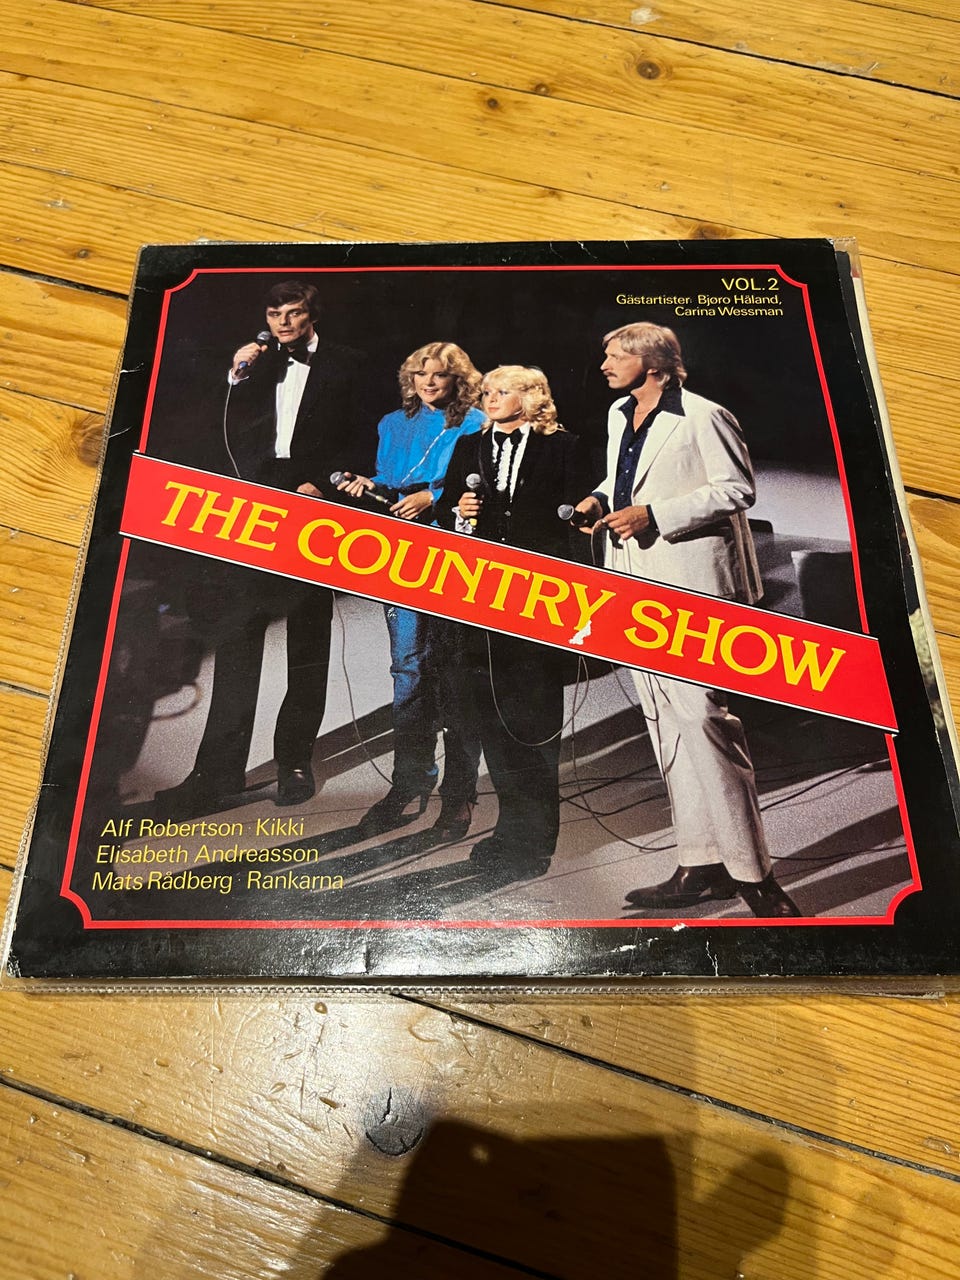 VOL.2
Gästartister: Bjøro Håland,
Carina Wessman
THE COUNTRY SHOW
Alf Robertson · Kikki
Elisabeth Andreasson
Mats Rådberg · Rankarna